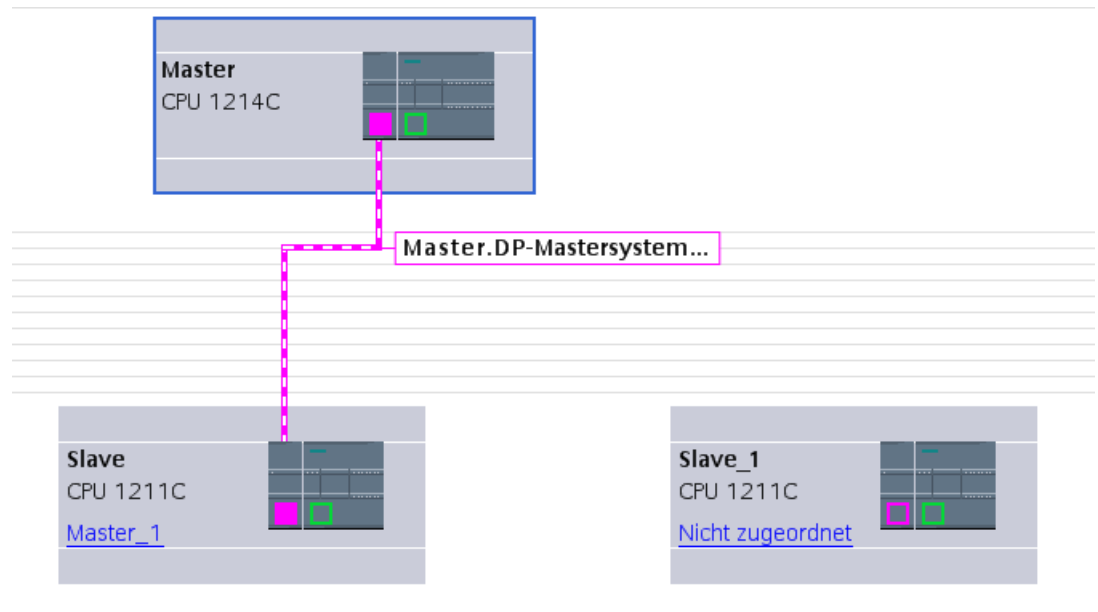 Master
CPU 1214C
Master.DP-Mastersystem...
Slave
CPU 1211C
Master_1
Slave_1
CPU 1211C
Nicht zugeordnet